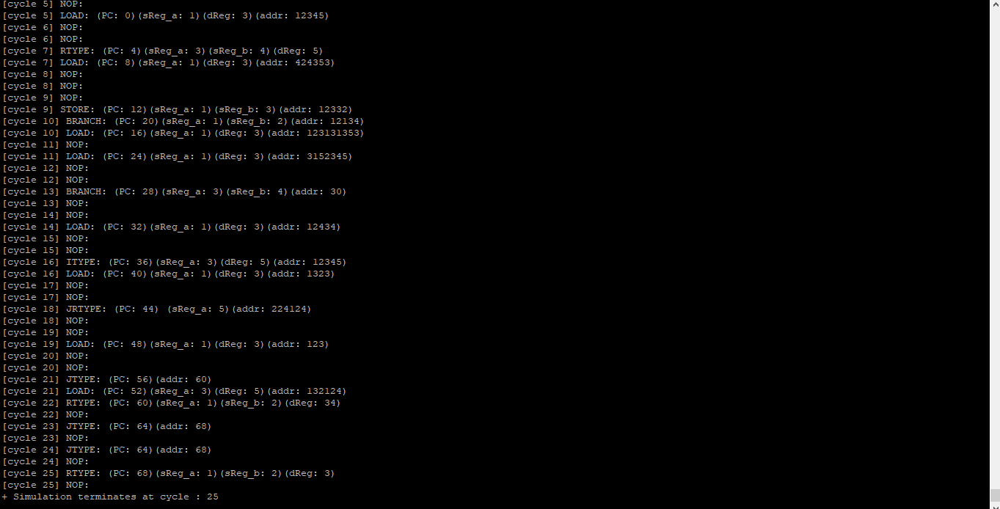 [cycle 5] NOP:
[cycle 5] LOAD: (PC: 0)(sReg_a: 1)(dReg: 3)(addr: 12345)
[cycle 6] NOP:
[cycle 6] NOP:
[cycle 7] RTYPE: (PC: 4)(sReg_a: 3)(sReg_b: 4)(dReg: 5)
[cycle 7] LOAD: (PC: 8)(sReg_a: 1)(dReg: 3)(addr: 424353)
[cycle 8] NOP:
[cycle 8] NOP:
[cycle 9] NOP:
[cycle 9] STORE: (PC: 12)(sReg_a: 1)(sReg_b: 3)(addr: 12332)
[cycle 10] BRANCH: (PC: 20)(sReg_a: 1)(sReg_b: 2)(addr: 12134)
[cycle 10] LOAD: (PC: 16)(sReg_a: 1)(dReg: 3)(addr: 123131353)
[cycle 11] NOP:
[cycle 11] LOAD: (PC: 24)(sReg_a: 1)(dReg: 3)(addr: 3152345)
[cycle 12] NOP:
[cycle 12] NOP:
[cycle 13] BRANCH: (PC: 28)(sReg_a: 3)(sReg_b: 4)(addr: 30)
[cycle 13] NOP:
[cycle 14] NOP:
[cycle 14] LOAD: (PC: 32)(sReg_a: 1)(dReg: 3)(addr: 12434)
[cycle 15] NOP:
[cycle 15] NOP:
[cycle 16] ITYPE: (PC: 36)(sReg_a: 3)(dReg: 5)(addr: 12345)
[cycle 16] LOAD: (PC: 40)(sReg_a: 1)(dReg: 3)(addr: 1323)
[cycle 17] NOP:
[cycle 17] NOP:
[cycle 18] JRTYPE: (PC: 44) (sReg_a: 5)(addr: 224124)
[cycle 18] NOP:
[cycle 19] NOP:
[cycle 19] LOAD: (PC: 48)(sReg_a: 1)(dReg: 3)(addr: 123)
[cycle 20] NOP:
[cycle 20] NOP:
[cycle 21] JTYPE: (PC: 56)(addr: 60)
[cycle 21] LOAD: (PC: 52)(sReg_a: 3)(dReg: 5)(addr: 132124)
[cycle 22] RTYPE: (PC: 60)(sReg_a: 1)(sReg_b: 2)(dReg: 34)
[cycle 22] NOP:
[cycle 23] JTYPE: (PC: 64)(addr: 68)
[cycle 23] NOP:
[cycle 24] JTYPE: (PC: 64)(addr: 68)
[cycle 24] NOP:
[cycle 25] RTYPE: (PC: 68)(sReg_a: 1)(sReg_b: 2)(dReg: 3)
[cycle 25] NOP:
+ Simulation terminates at cycle : 25